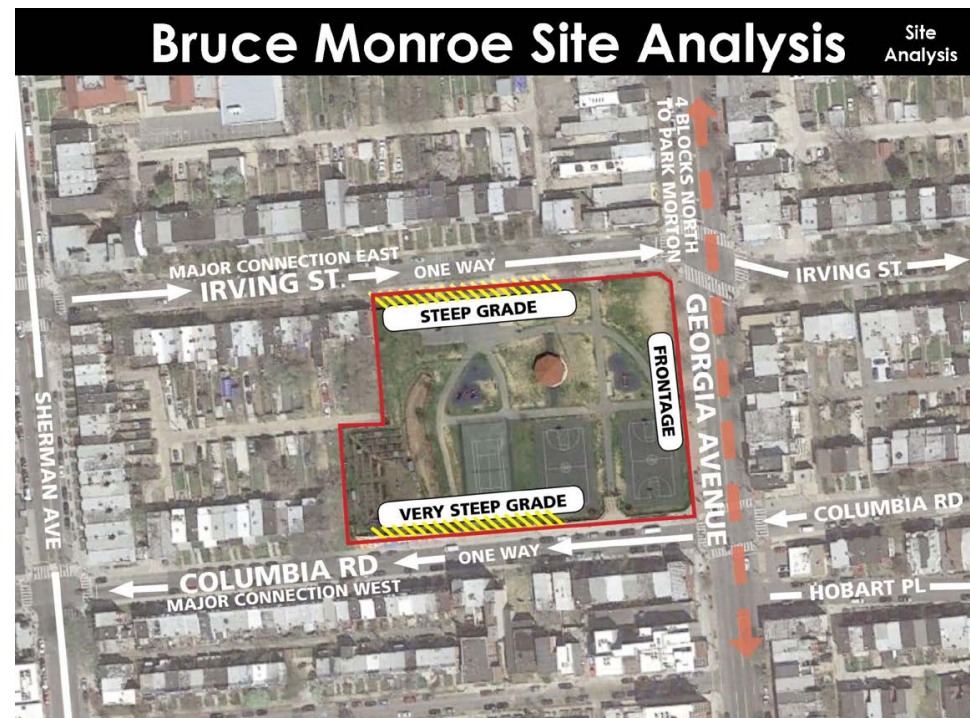 Bruce Monroe Site Analysis
Site
Analysis
4 BLOCKS NORTH
TO PARK MORTON
MAJOR CONNECTION EAST
IRVING ST.
ONE WAY
IRVING ST.
STEEP GRADE
FRONTAGE
GEORGIA AVENUE
SHERMAN AVE
VERY STEEP GRADE
COLUMBIA RD
ONE WAY
COLUMBIA RD
MAJOR CONNECTION WEST
HOBART PL